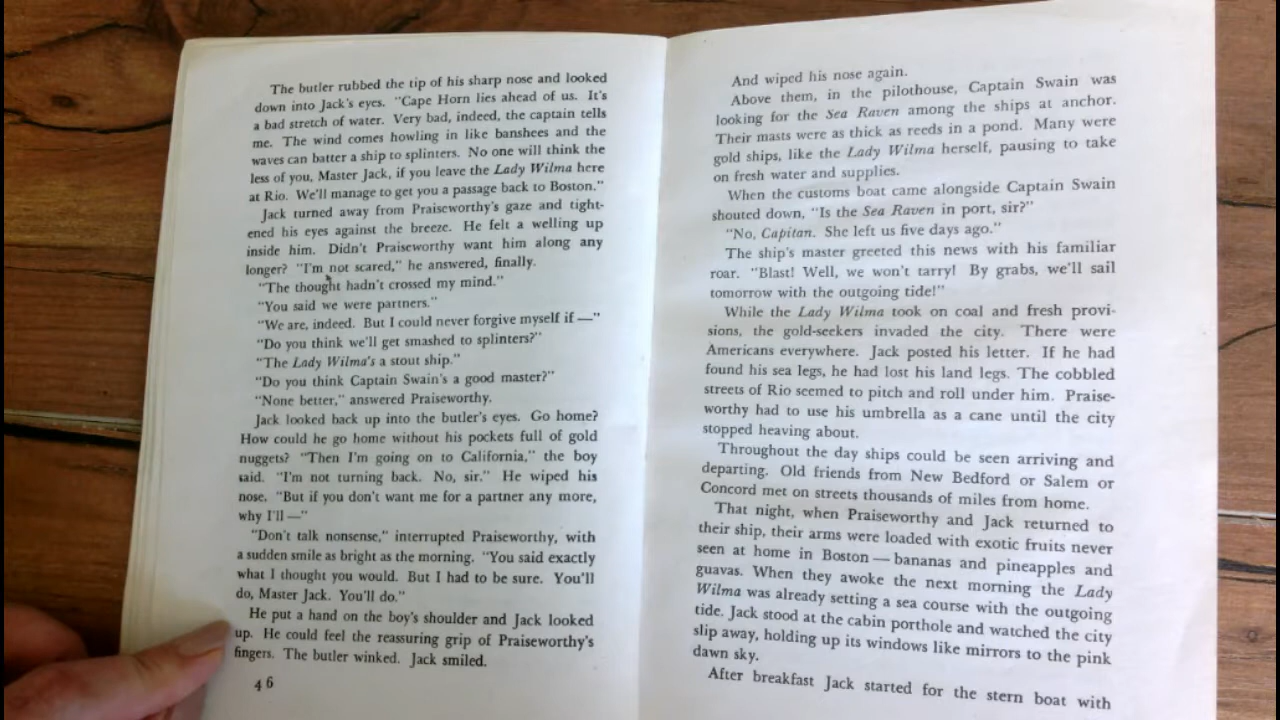 The butler rubbed the tip of his sharp nose and looked
down into Jack's eyes. "Cape Horn lies ahead of us. It's
a bad stretch of water. Very bad, indeed, the captain tells
me. The wind comes howling in like banshees and the
waves can batter a ship to splinters. No one will think the
less of you, Master Jack, if you leave the Lady Wilma here
at Rio. We'll manage to get you a passage back to Boston."
Jack turned away from Praiseworthy's gaze and tight-
ened his eyes against the breeze. He felt a welling up
inside him. Didn't Praiseworthy want him along any
longer? "I'm not scared," he answered, finally.
"The thought hadn't crossed my mind."
"You said we were partners."
"We are, indeed. But I could never forgive myself if —"
"Do you think we'll get smashed to splinters?"
"The Lady Wilma's a stout ship."
"Do you think Captain Swain's a good master?"
"None better," answered Praiseworthy.
Jack looked back up into the butler's eyes. Go home?
How could he go home without his pockets full of gold
nuggets? "Then I'm going on to California," the boy
said. "I'm not turning back. No, sir." He wiped his
nose. "But if you don't want me for a partner any more,
why I'll —"
"Don't talk nonsense," interrupted Praiseworthy, with
a sudden smile as bright as the morning. "You said exactly
what I thought you would. But I had to be sure. You'll
do, Master Jack. You'll do."
He put a hand on the boy's shoulder and Jack looked
up. He could feel the reassuring grip of Praiseworthy's
fingers. The butler winked. Jack smiled.
46
And wiped his nose again.
Above them, in the pilothouse, Captain Swain was
looking for the Sea Raven among the ships at anchor.
Their masts were as thick as reeds in a pond. Many were
gold ships, like the Lady Wilma herself, pausing to take
on fresh water and supplies.
When the customs boat came alongside Captain Swain
shouted down, "Is the Sea Raven in port, sir?"
"No, Capitan. She left us five days ago."
The ship's master greeted this news with his familiar
roar. "Blast! Well, we won't tarry! By grabs, we'll sail
tomorrow with the outgoing tide!"
While the Lady Wilma took on coal and fresh provi-
sions, the gold-seekers invaded the city. There were
Americans everywhere. Jack posted his letter. If he had
found his sea legs, he had lost his land legs. The cobbled
streets of Rio seemed to pitch and roll under him. Praise-
worthy had to use his umbrella as a cane until the city
stopped heaving about.
Throughout the day ships could be seen arriving and
departing. Old friends from New Bedford or Salem or
Concord met on streets thousands of miles from home.
That night, when Praiseworthy and Jack returned to
their ship, their arms were loaded with exotic fruits never
seen at home in Boston — bananas and pineapples and
guavas. When they awoke the next morning the Lady
Wilma was already setting a sea course with the outgoing
tide. Jack stood at the cabin porthole and watched the city
slip away, holding up its windows like mirrors to the pink
dawn sky.
After breakfast Jack started for the stern boat with